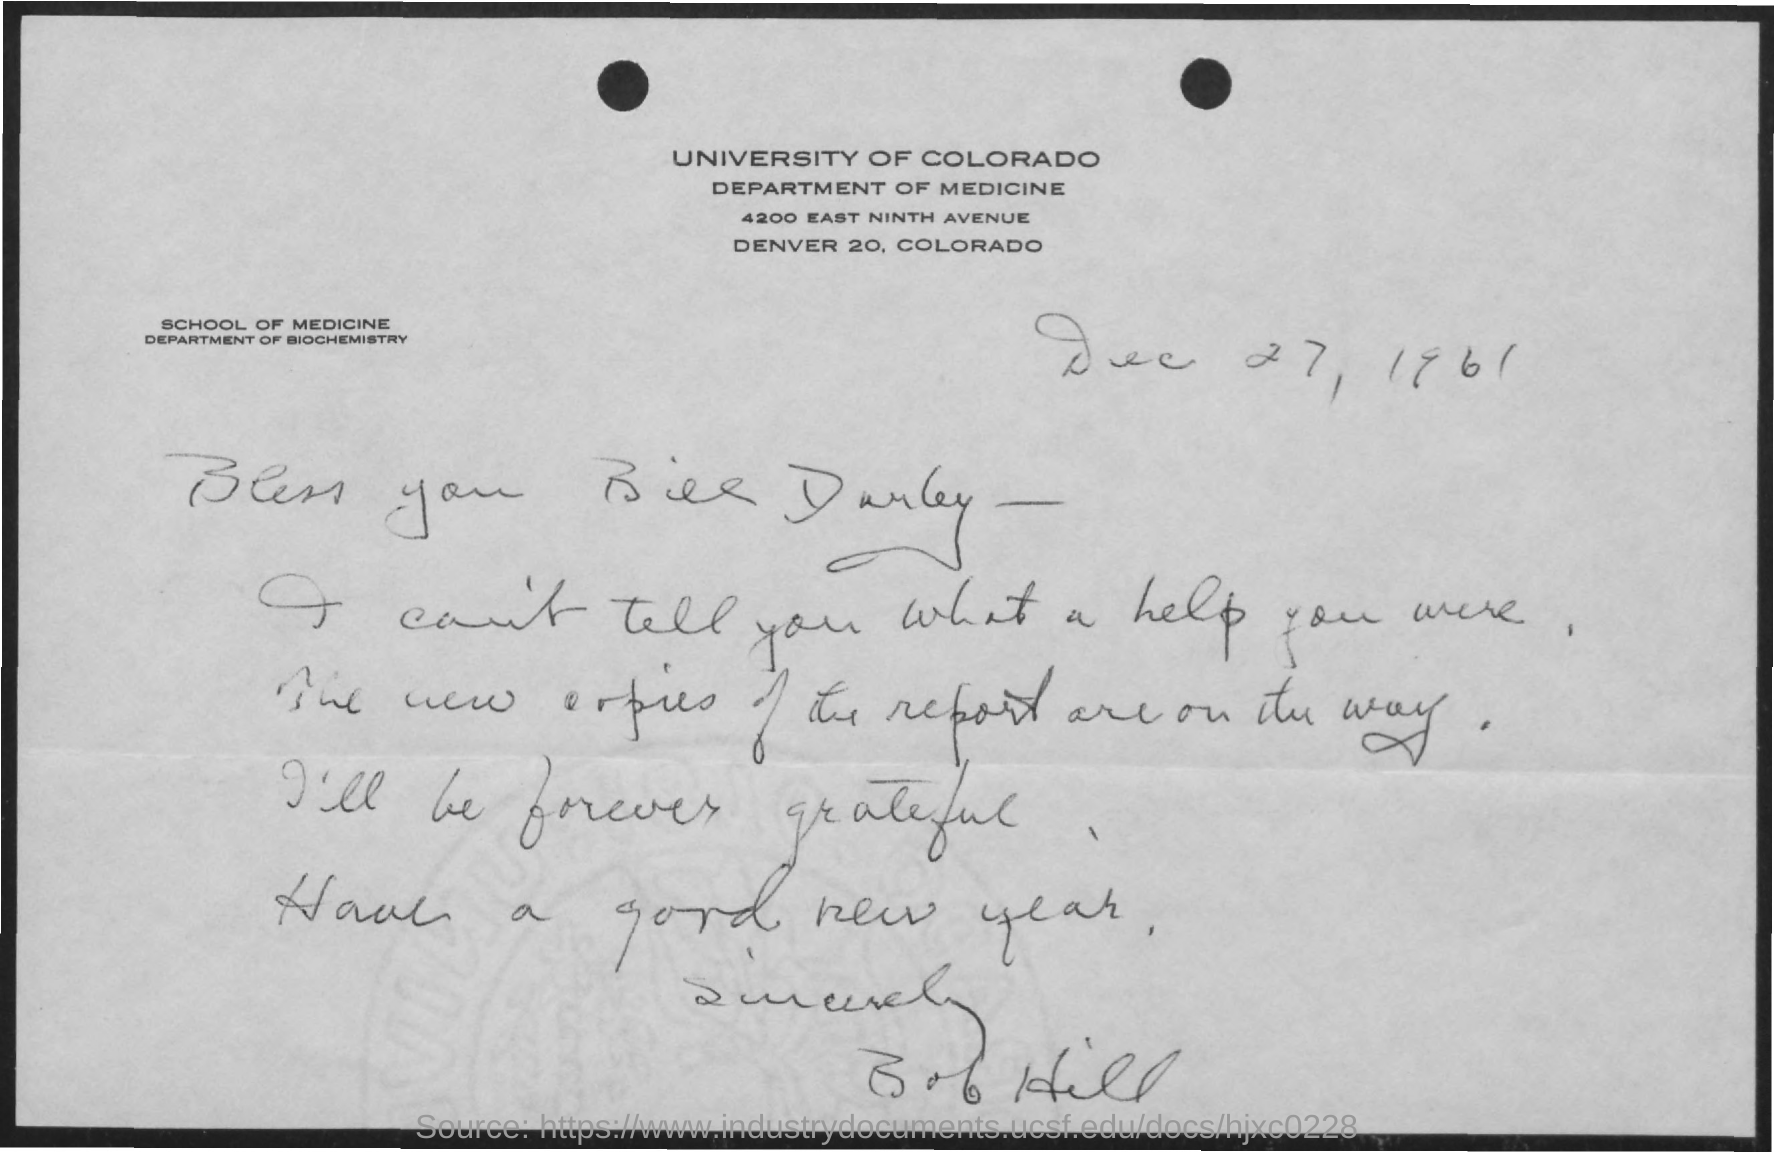 UNIVERSITY OF COLORADO
DEPARTMENT OF MEDICINE
4200 EAST NINTH AVENUE
DENVER 20, COLORADO
SCHOOL OF MEDICINE
DEPARTMENT OF BIOCHEMISTRY
Dec 27, 1961
Bless you Bill Darby —
I can't tell you what a help you were.
The new copies of the report are on the way.
I'll be forever grateful.
Have a good new year.
Sincerely
Bob Hill
Source: https://www.industrydocuments.ucsf.edu/docs/hjxc0228